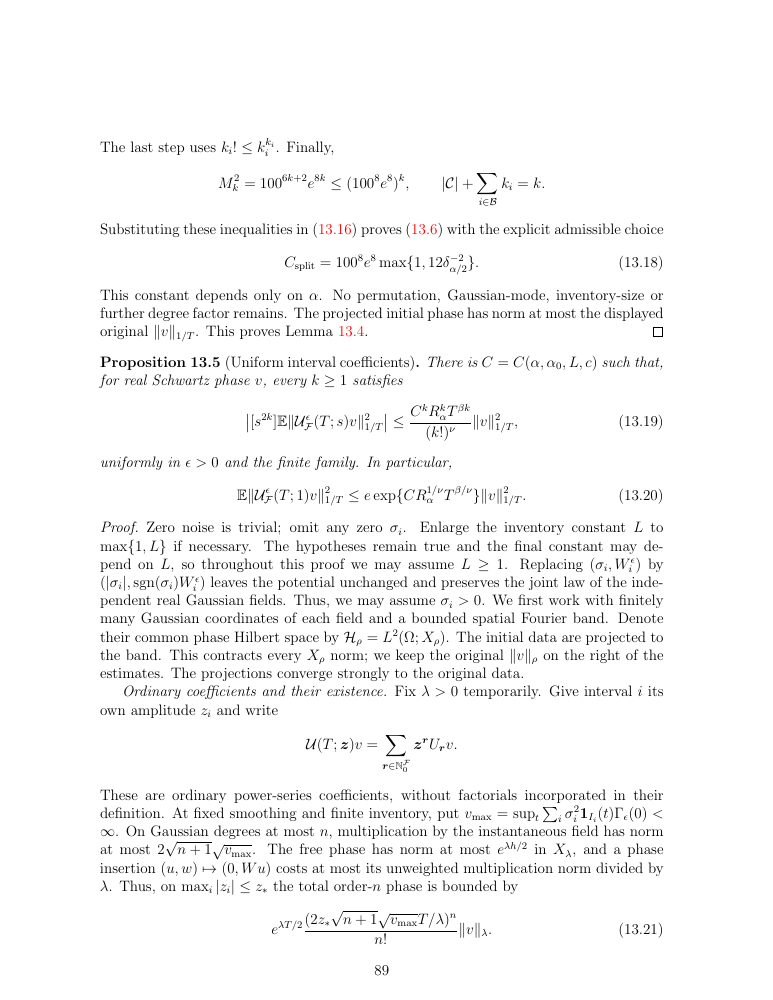 The last step uses $k_i! \leq k_i^{k_i}$. Finally,
$$M_k^2 = 100^{6k+2} e^{8k} \leq (100^8 e^8)^k, \qquad |\mathcal{C}| + \sum_{i \in \mathcal{B}} k_i = k.$$
Substituting these inequalities in (13.16) proves (13.6) with the explicit admissible choice
$$C_{\text{split}} = 100^8 e^8 \max\{1, 12\delta_{\alpha/2}^{-2}\}. \qquad (13.18)$$
This constant depends only on $\alpha$. No permutation, Gaussian-mode, inventory-size or
further degree factor remains. The projected initial phase has norm at most the displayed
original $\|v\|_{1/T}$. This proves Lemma 13.4. □
**Proposition 13.5** (Uniform interval coefficients)**.** *There is $C = C(\alpha, \alpha_0, L, c)$ such that,*
*for real Schwartz phase $v$, every $k \geq 1$ satisfies*
$$\left|[s^{2k}]\mathbb{E}\|\mathcal{U}_{\mathcal{F}}^{\epsilon}(T; s)v\|_{1/T}^2\right| \leq \frac{C^k R_\alpha^k T^{\beta k}}{(k!)^\nu} \|v\|_{1/T}^2, \qquad (13.19)$$
*uniformly in $\epsilon > 0$ and the finite family. In particular,*
$$\mathbb{E}\|\mathcal{U}_{\mathcal{F}}^{\epsilon}(T; 1)v\|_{1/T}^2 \leq e \exp\{C R_\alpha^{1/\nu} T^{\beta/\nu}\}\|v\|_{1/T}^2. \qquad (13.20)$$
*Proof.* Zero noise is trivial; omit any zero $\sigma_i$. Enlarge the inventory constant $L$ to
$\max\{1, L\}$ if necessary. The hypotheses remain true and the final constant may de-
pend on $L$, so throughout this proof we may assume $L \geq 1$. Replacing $(\sigma_i, W_i^\epsilon)$ by
$(|\sigma_i|, \operatorname{sgn}(\sigma_i)W_i^\epsilon)$ leaves the potential unchanged and preserves the joint law of the inde-
pendent real Gaussian fields. Thus, we may assume $\sigma_i > 0$. We first work with finitely
many Gaussian coordinates of each field and a bounded spatial Fourier band. Denote
their common phase Hilbert space by $\mathcal{H}_\rho = L^2(\Omega; X_\rho)$. The initial data are projected to
the band. This contracts every $X_\rho$ norm; we keep the original $\|v\|_\rho$ on the right of the
estimates. The projections converge strongly to the original data.
*Ordinary coefficients and their existence.* Fix $\lambda > 0$ temporarily. Give interval $i$ its
own amplitude $z_i$ and write
$$\mathcal{U}(T; \boldsymbol{z})v = \sum_{\boldsymbol{r} \in \mathbb{N}_0^{\mathcal{F}}} \boldsymbol{z}^{\boldsymbol{r}} U_{\boldsymbol{r}} v.$$
These are ordinary power-series coefficients, without factorials incorporated in their
definition. At fixed smoothing and finite inventory, put $v_{\max} = \sup_t \sum_i \sigma_i^2 \mathbf{1}_{I_i}(t)\Gamma_\epsilon(0) <$
$\infty$. On Gaussian degrees at most $n$, multiplication by the instantaneous field has norm
at most $2\sqrt{n+1}\sqrt{v_{\max}}$. The free phase has norm at most $e^{\lambda h/2}$ in $X_\lambda$, and a phase
insertion $(u, w) \mapsto (0, Wu)$ costs at most its unweighted multiplication norm divided by
$\lambda$. Thus, on $\max_i |z_i| \leq z_*$ the total order-$n$ phase is bounded by
$$e^{\lambda T/2} \frac{(2z_*\sqrt{n+1}\sqrt{v_{\max}}T/\lambda)^n}{n!} \|v\|_\lambda. \qquad (13.21)$$
89